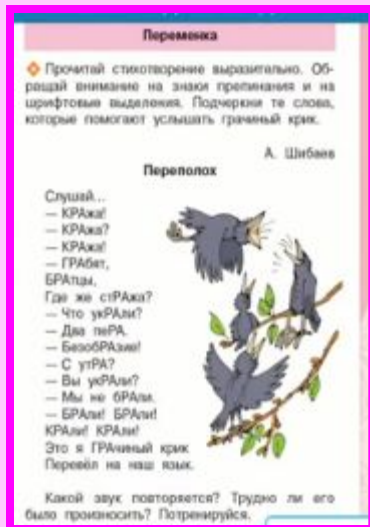 Переменка
Прочитай стихотворение выразительно. Об-
ращай внимание на знаки препинания и на
шрифтовые выделения. Подчеркни те слова,
которые помогают услышать грачиный крик.
А. Шибаев
Переполох
Слушай...
— КРАжа!
— КРАжа?
— КРАжа!
— ГРАбят,
БРАтцы,
Где же стРАжа?
— Что укРАли?
— Два пеРА.
— БезобРАзие!
— С утРА?
— Вы укРАли?
— Мы не бРАли.
— БРАли! БРАли!
КРАли! КРАли!
Это я ГРАчиный крик
Перевёл на наш язык.
Какой звук повторяется? Трудно ли его
было произносить? Потренируйся.